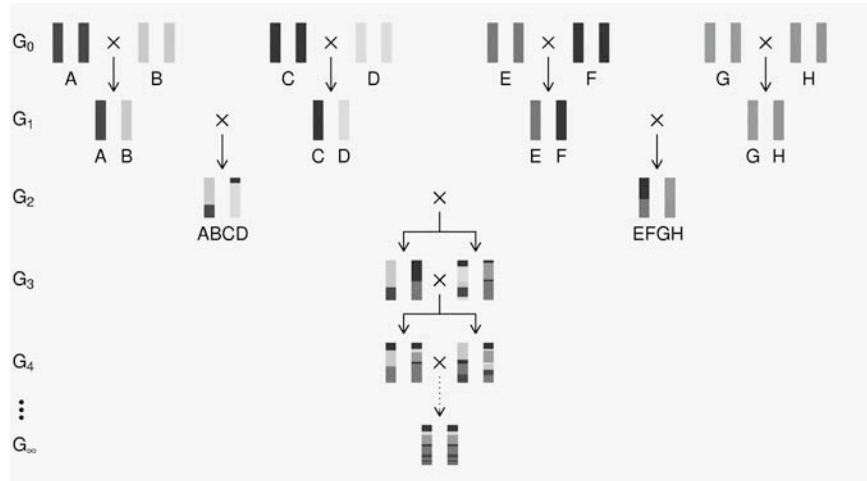 G₀
A B C D E F G H
G₁
A B C D E F G H
G₂
ABCD EFGH
G₃
G₄
G∞